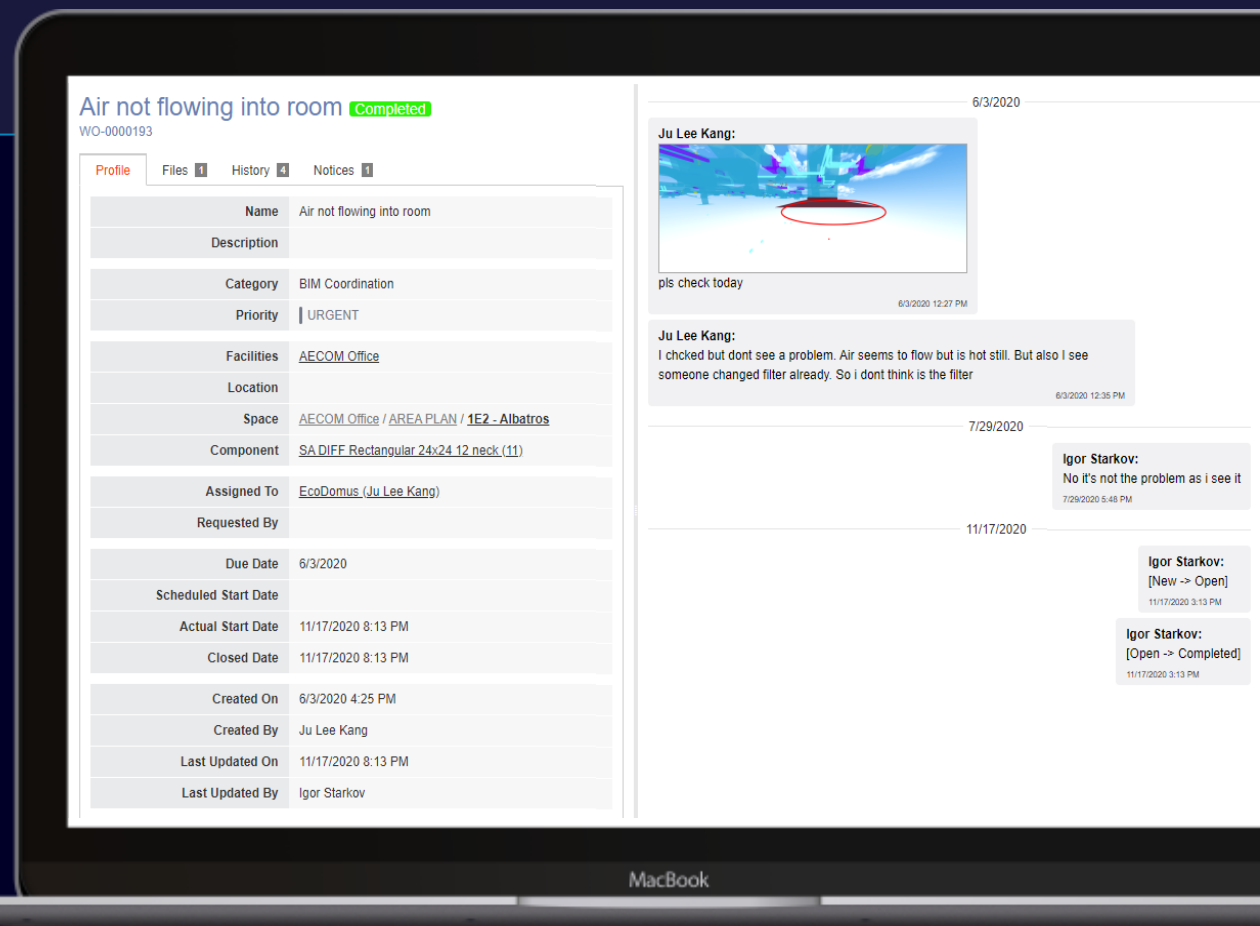 Air not flowing into room Completed
WO-0000193
Profile Files 1 History 4 Notices 1
Name Air not flowing into room
Description
Category BIM Coordination
Priority URGENT
Facilities AECOM Office
Location
Space AECOM Office / AREA PLAN / 1E2 - Albatros
Component SA DIFF Rectangular 24x24 12 neck (11)
Assigned To EcoDomus (Ju Lee Kang)
Requested By
Due Date 6/3/2020
Scheduled Start Date
Actual Start Date 11/17/2020 8:13 PM
Closed Date 11/17/2020 8:13 PM
Created On 6/3/2020 4:25 PM
Created By Ju Lee Kang
Last Updated On 11/17/2020 8:13 PM
Last Updated By Igor Starkov
6/3/2020
Ju Lee Kang:
pls check today
6/3/2020 12:27 PM
Ju Lee Kang:
I chcked but dont see a problem. Air seems to flow but is hot still. But also I see
someone changed filter already. So i dont think is the filter
6/3/2020 12:35 PM
7/29/2020
Igor Starkov:
No it's not the problem as i see it
7/29/2020 5:48 PM
11/17/2020
Igor Starkov:
[New -> Open]
11/17/2020 3:13 PM
Igor Starkov:
[Open -> Completed]
11/17/2020 3:13 PM
MacBook